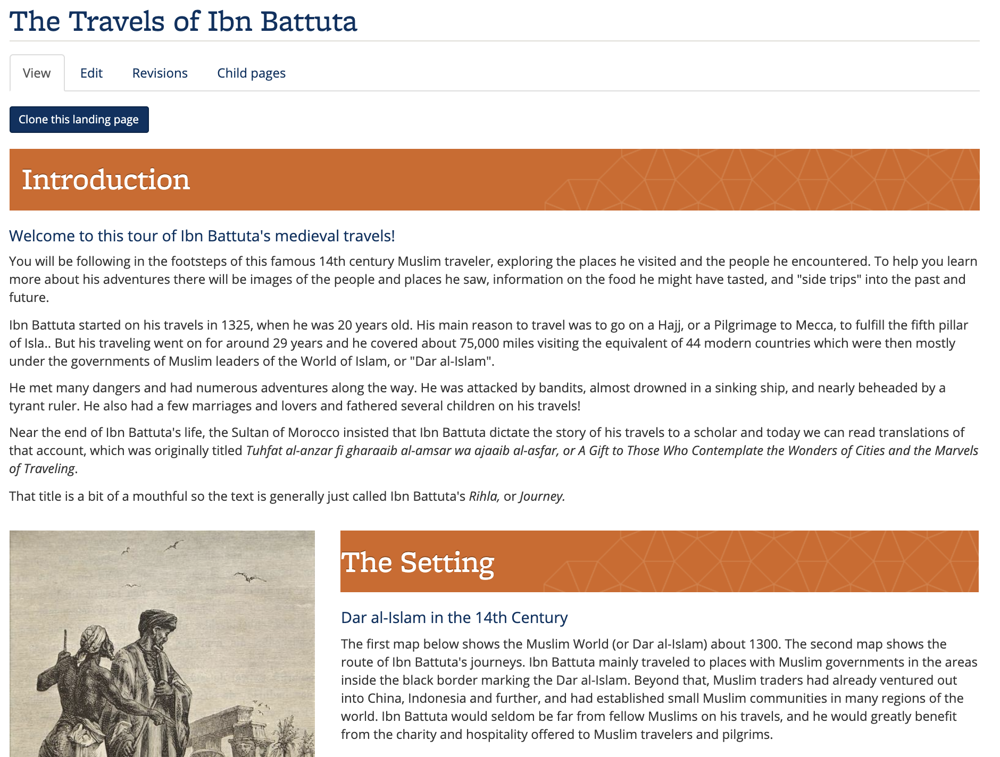 The Travels of Ibn Battuta
View Edit Revisions Child pages
Clone this landing page
Introduction
Welcome to this tour of Ibn Battuta's medieval travels!
You will be following in the footsteps of this famous 14th century Muslim traveler, exploring the places he visited and the people he encountered. To help you learn
more about his adventures there will be images of the people and places he saw, information on the food he might have tasted, and "side trips" into the past and
future.
Ibn Battuta started on his travels in 1325, when he was 20 years old. His main reason to travel was to go on a Hajj, or a Pilgrimage to Mecca, to fulfill the fifth pillar
of Isla.. But his traveling went on for around 29 years and he covered about 75,000 miles visiting the equivalent of 44 modern countries which were then mostly
under the governments of Muslim leaders of the World of Islam, or "Dar al-Islam".
He met many dangers and had numerous adventures along the way. He was attacked by bandits, almost drowned in a sinking ship, and nearly beheaded by a
tyrant ruler. He also had a few marriages and lovers and fathered several children on his travels!
Near the end of Ibn Battuta's life, the Sultan of Morocco insisted that Ibn Battuta dictate the story of his travels to a scholar and today we can read translations of
that account, which was originally titled Tuhfat al-anzar fi gharaaib al-amsar wa ajaaib al-asfar, or A Gift to Those Who Contemplate the Wonders of Cities and the Marvels
of Traveling.
That title is a bit of a mouthful so the text is generally just called Ibn Battuta's Rihla, or Journey.
The Setting
Dar al-Islam in the 14th Century
The first map below shows the Muslim World (or Dar al-Islam) about 1300. The second map shows the
route of Ibn Battuta's journeys. Ibn Battuta mainly traveled to places with Muslim governments in the areas
inside the black border marking the Dar al-Islam. Beyond that, Muslim traders had already ventured out
into China, Indonesia and further, and had established small Muslim communities in many regions of the
world. Ibn Battuta would seldom be far from fellow Muslims on his travels, and he would greatly benefit
from the charity and hospitality offered to Muslim travelers and pilgrims.